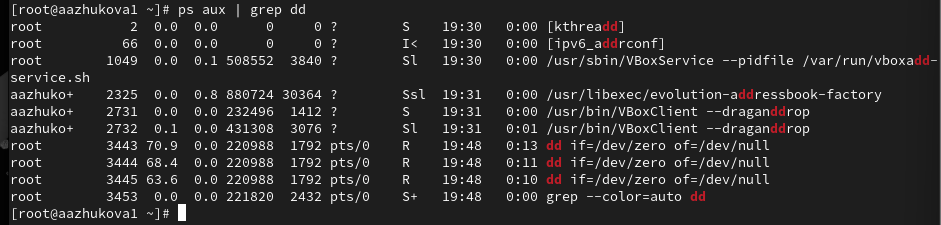 [root@aazhukova1 ~]# ps aux | grep dd
root           2  0.0  0.0      0     0 ?        S    19:30   0:00 [kthreadd]
root          66  0.0  0.0      0     0 ?        I<   19:30   0:00 [ipv6_addrconf]
root        1049  0.0  0.1 508552  3840 ?        Sl   19:30   0:00 /usr/sbin/VBoxService --pidfile /var/run/vboxadd-
service.sh
aazhuko+    2325  0.0  0.8 880724 30364 ?        Ssl  19:31   0:00 /usr/libexec/evolution-addressbook-factory
aazhuko+    2731  0.0  0.0 232496  1412 ?        S    19:31   0:00 /usr/bin/VBoxClient --draganddrop
aazhuko+    2732  0.1  0.0 431308  3076 ?        Sl   19:31   0:01 /usr/bin/VBoxClient --draganddrop
root        3443 70.9  0.0 220988  1792 pts/0    R    19:48   0:13 dd if=/dev/zero of=/dev/null
root        3444 68.4  0.0 220988  1792 pts/0    R    19:48   0:11 dd if=/dev/zero of=/dev/null
root        3445 63.6  0.0 220988  1792 pts/0    R    19:48   0:10 dd if=/dev/zero of=/dev/null
root        3453  0.0  0.0 221820  2432 pts/0    S+   19:48   0:00 grep --color=auto dd
[root@aazhukova1 ~]#